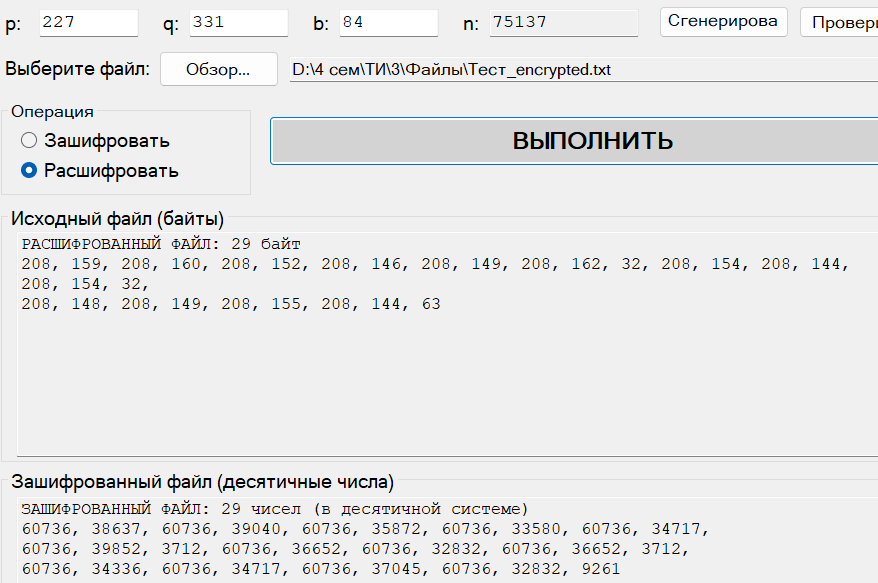 p: 227 q: 331 b: 84 n: 75137 Сгенерирова Провери
Выберите файл: Обзор... D:\4 сем\ТИ\3\Файлы\Тест_encrypted.txt
Операция
Зашифровать
Расшифровать
ВЫПОЛНИТЬ
Исходный файл (байты)
РАСШИФРОВАННЫЙ ФАЙЛ: 29 байт
208, 159, 208, 160, 208, 152, 208, 146, 208, 149, 208, 162, 32, 208, 154, 208, 144,
208, 154, 32,
208, 148, 208, 149, 208, 155, 208, 144, 63
Зашифрованный файл (десятичные числа)
ЗАШИФРОВАННЫЙ ФАЙЛ: 29 чисел (в десятичной системе)
60736, 38637, 60736, 39040, 60736, 35872, 60736, 33580, 60736, 34717,
60736, 39852, 3712, 60736, 36652, 60736, 32832, 60736, 36652, 3712,
60736, 34336, 60736, 34717, 60736, 37045, 60736, 32832, 9261